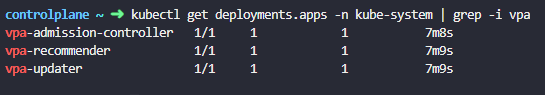 controlplane ~ ➜ kubectl get deployments.apps -n kube-system | grep -i vpa
vpa-admission-controller   1/1     1            1           7m8s
vpa-recommender            1/1     1            1           7m9s
vpa-updater                1/1     1            1           7m9s